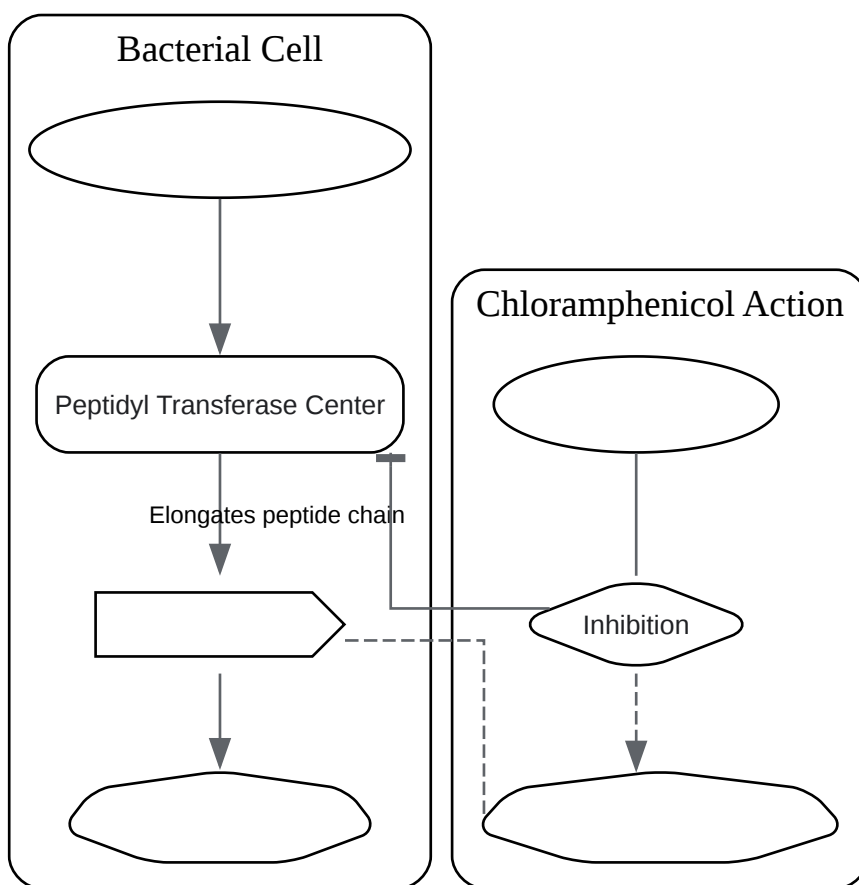 Bacterial Cell
Chloramphenicol Action
Peptidyl Transferase Center
Elongates peptide chain
Inhibition